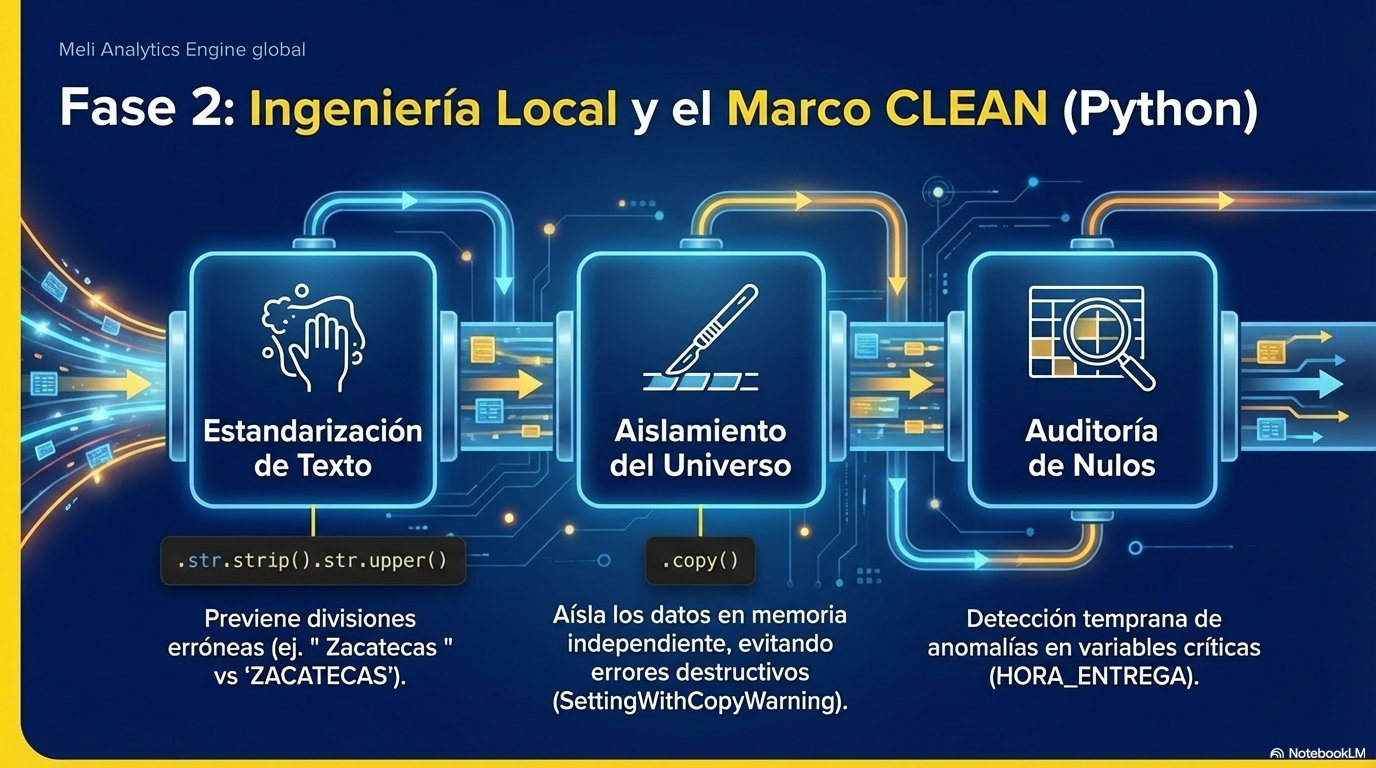 Meli Analytics Engine global
Fase 2: Ingeniería Local y el Marco CLEAN (Python)
Estandarización
de Texto
.str.strip().str.upper()
Previene divisiones
erróneas (ej. " Zacatecas "
vs ‘ZACATECAS’).
Aislamiento
del Universo
.copy()
Aísla los datos en memoria
independiente, evitando
errores destructivos
(SettingWithCopyWarning).
Auditoría
de Nulos
Detección temprana de
anomalías en variables críticas
(HORA_ENTREGA).
NotebookLM